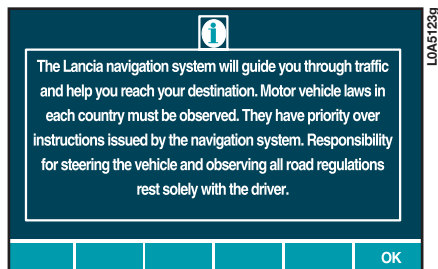 i
The Lancia navigation system will guide you through traffic
and help you reach your destination. Motor vehicle laws in
each country must be observed. They have priority over
instructions issued by the navigation system. Responsibility
for steering the vehicle and observing all road regulations
rest solely with the driver.
OK
L0A5123g